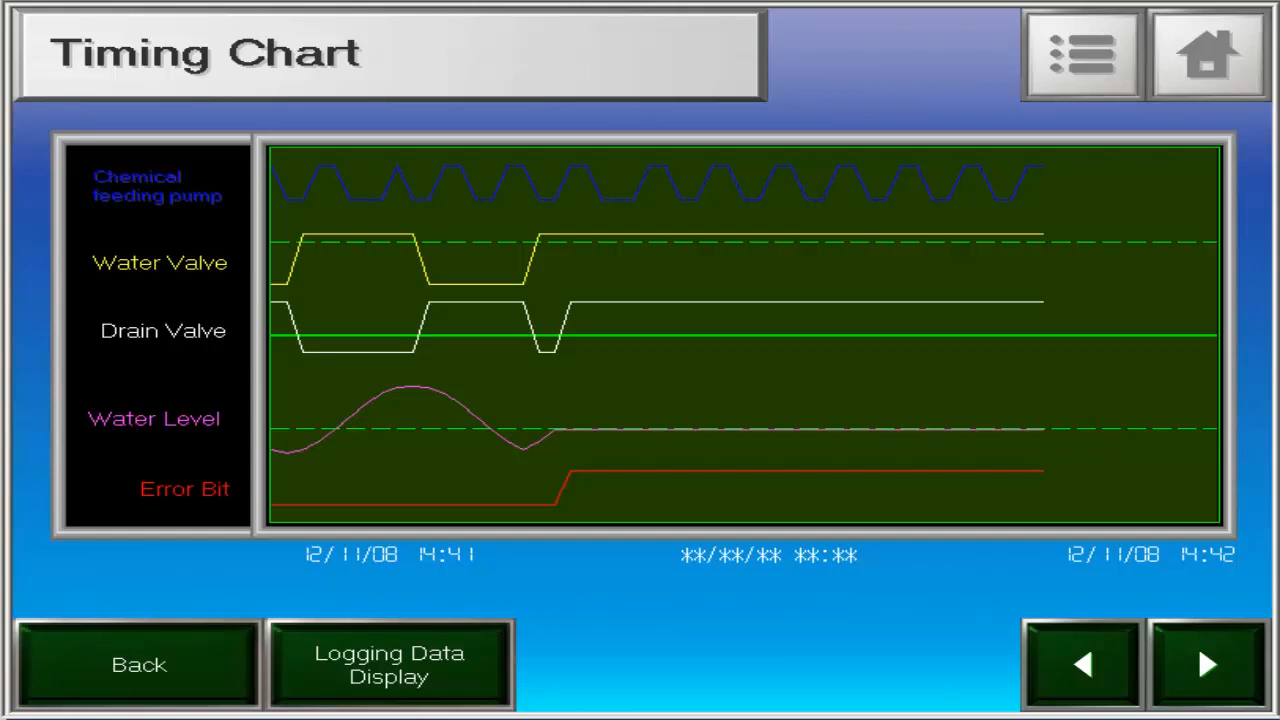 Timing Chart
Chemical
feeding pump
Water Valve
Drain Valve
Water Level
Error Bit
12/11/08 14:41
**/**/** **:**
12/11/08 14:42
Back
Logging Data
Display